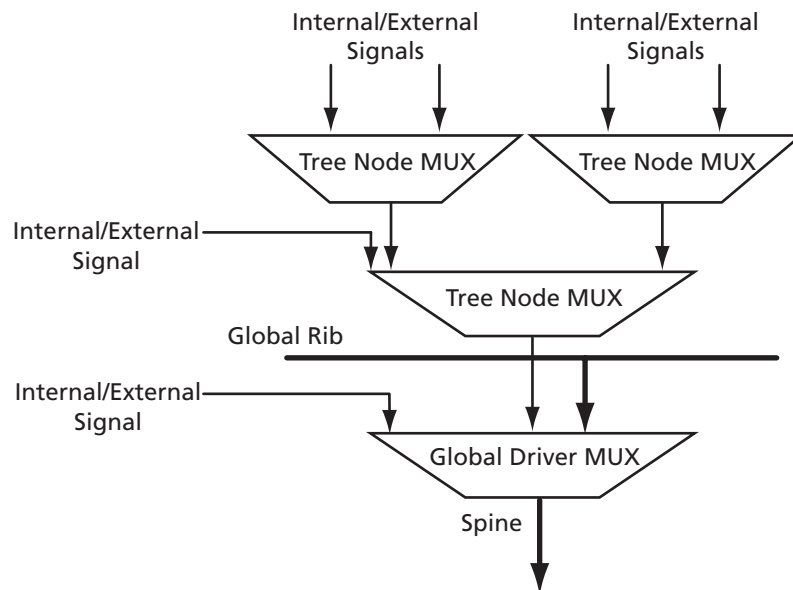 Internal/External
Signals
Internal/External
Signals
Tree Node MUX
Tree Node MUX
Internal/External
Signal
Tree Node MUX
Global Rib
Internal/External
Signal
Global Driver MUX
Spine